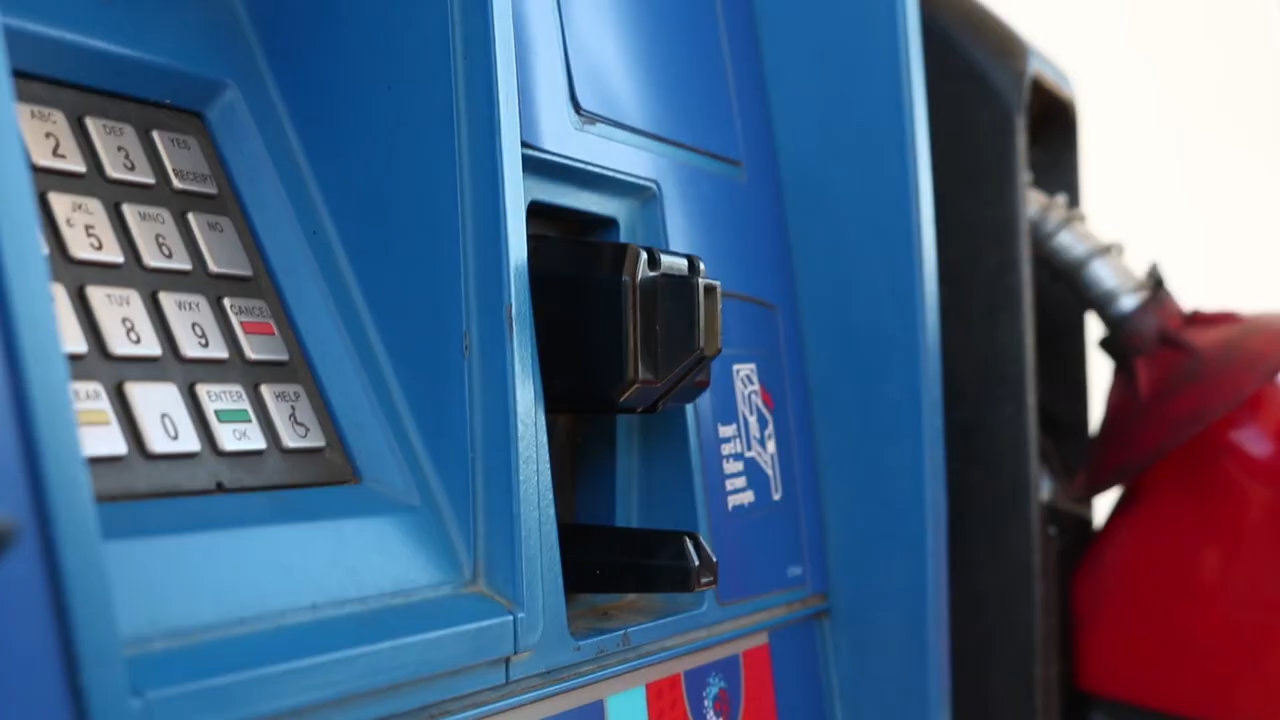 ABC
2
DEF
3
YES
RECEIPT
JKL
5
MNO
6
NO
TUV
8
WXY
9
CANCEL
EAR
0
ENTER
OK
HELP
Insert
card &
follow
screen
prompts